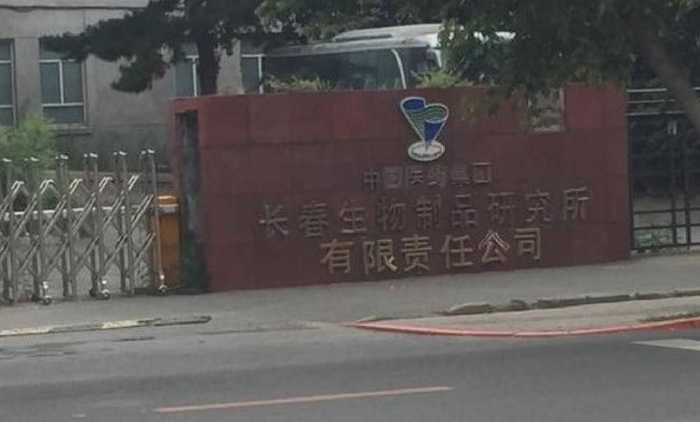 中国医药集团
长春生物制品研究所
有限责任公司